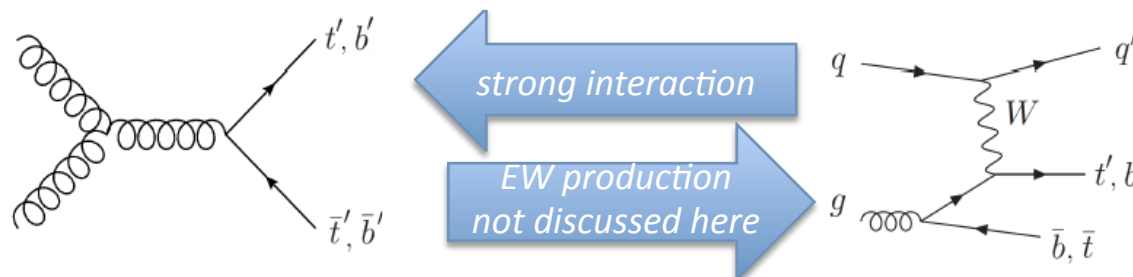 t′, b′
t̄′, b̄′
strong interaction
EW production
not discussed here
q
q′
W
t′, b
g
b̄, t̄